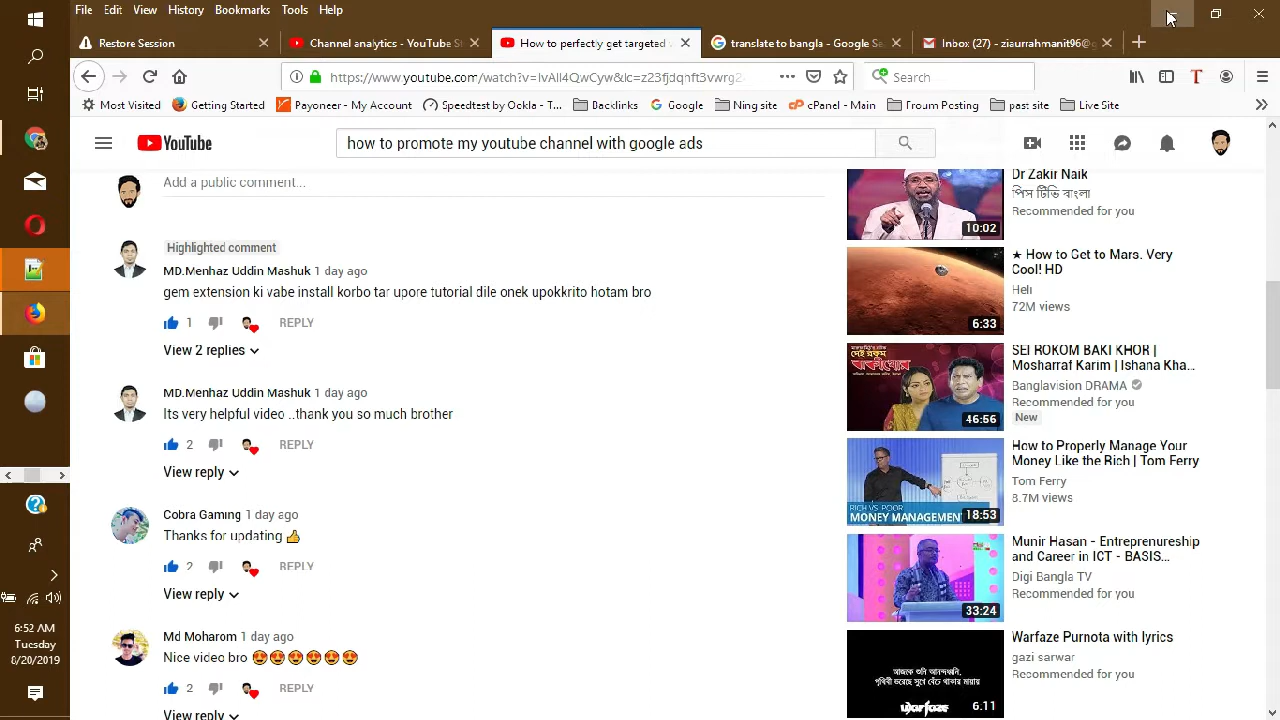 File Edit View History Bookmarks Tools Help
Restore Session
Channel analytics - YouTube St
How to perfectly get targeted
translate to bangla - Google Se
Inbox (27) - ziaurrahmanit96@g
Search
Most Visited
Getting Started
Payoneer - My Account
Speedtest by Ookla - T...
Backlinks
Google
Ning site
cPanel - Main
Froum Posting
past site
Live Site
YouTube
how to promote my youtube channel with google ads
Add a public comment...
Highlighted comment
MD.Menhaz Uddin Mashuk 1 day ago
gem extension ki vabe install korbo tar upore tutorial dile onek upokkrito hotam bro
1 REPLY
View 2 replies
MD.Menhaz Uddin Mashuk 1 day ago
Its very helpful video ..thank you so much brother
2 REPLY
View reply
Cobra Gaming 1 day ago
Thanks for updating 👍
2 REPLY
View reply
Md Moharom 1 day ago
Nice video bro 😍😍😍😍😍😍
2 REPLY
View reply
Dr Zakir Naik
পিস টিভি বাংলা
Recommended for you
10:02
★ How to Get to Mars. Very
Cool! HD
Heli
72M views
6:33
SEI ROKOM BAKI KHOR |
Mosharraf Karim | Ishana Kha...
Banglavision DRAMA
Recommended for you
New
46:56
How to Properly Manage Your
Money Like the Rich | Tom Ferry
Tom Ferry
8.7M views
RICH VS. POOR
MONEY MANAGEMENT
18:53
Munir Hasan - Entreprenureship
and Career in ICT - BASIS...
Digi Bangla TV
Recommended for you
33:24
Warfaze Purnota with lyrics
gazi sarwar
Recommended for you
warfaze
6:11
6:52 AM
Tuesday
8/20/2019